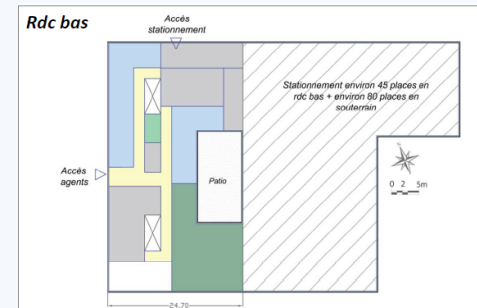 Rdc bas
Accès
stationnement
Stationnement environ 45 places en
rdc bas + environ 80 places en
souterrain
Accès
agents
Patio
0 2 5m
24.70